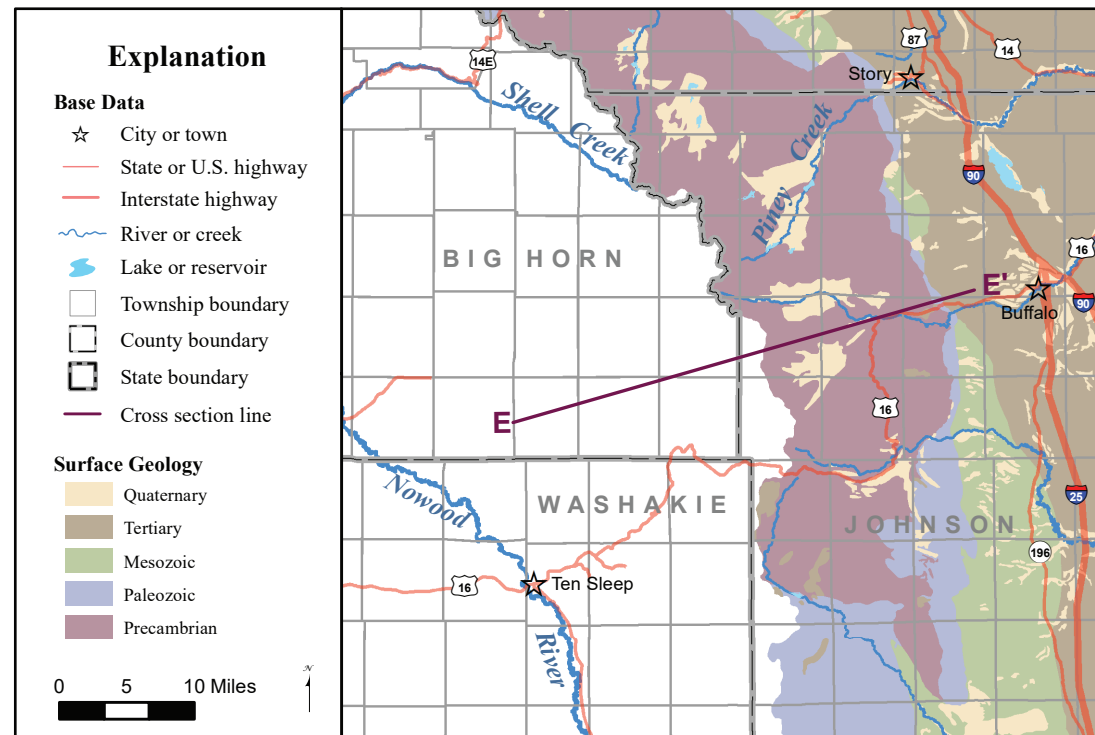 Explanation
Base Data
City or town
State or U.S. highway
Interstate highway
River or creek
Lake or reservoir
Township boundary
County boundary
State boundary
Cross section line
Surface Geology
Quaternary
Tertiary
Mesozoic
Paleozoic
Precambrian
0 5 10 Miles
N
14E
87
14
Story
Shell Creek
Piney Creek
90
BIG HORN
16
E'
Buffalo
90
E
16
Nowood
River
WASHAKIE
JOHNSON
25
196
16
Ten Sleep